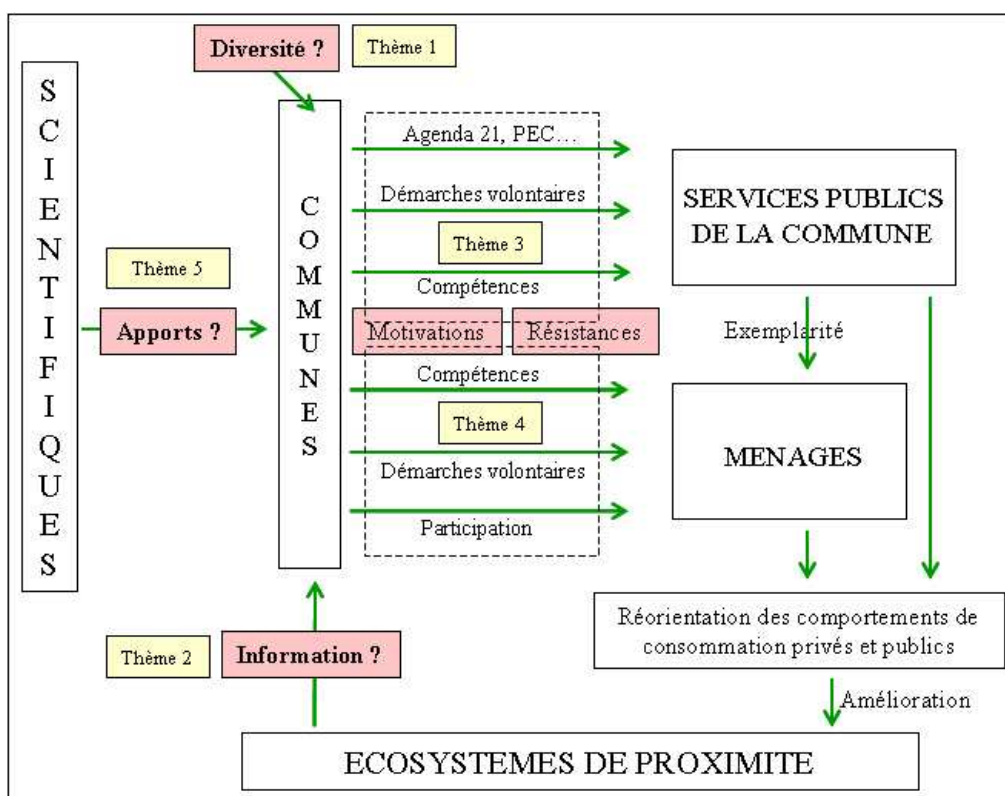 Diversité ?
Thème 1
SCIENTIFIQUES
COMMUNES
Agenda 21, PEC...
Démarches volontaires
Thème 3
Compétences
SERVICES PUBLICS
DE LA COMMUNE
Thème 5
Apports ?
Motivations
Résistances
Exemplarité
Compétences
Thème 4
Démarches volontaires
MENAGES
Participation
Réorientation des comportements de
consommation privés et publics
Thème 2
Information ?
Amélioration
ECOSYSTEMES DE PROXIMITE